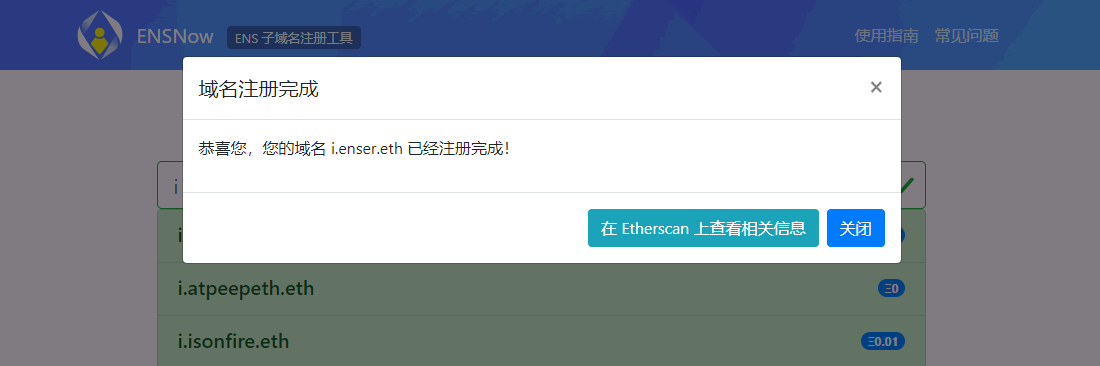 ENSNow ENS 子域名注册工具 使用指南 常见问题
域名注册完成 ×
恭喜您，您的域名 i.enser.eth 已经注册完成！
i
在 Etherscan 上查看相关信息 关闭
i.atpeepeth.eth Ξ0
i.isonfire.eth Ξ0.01